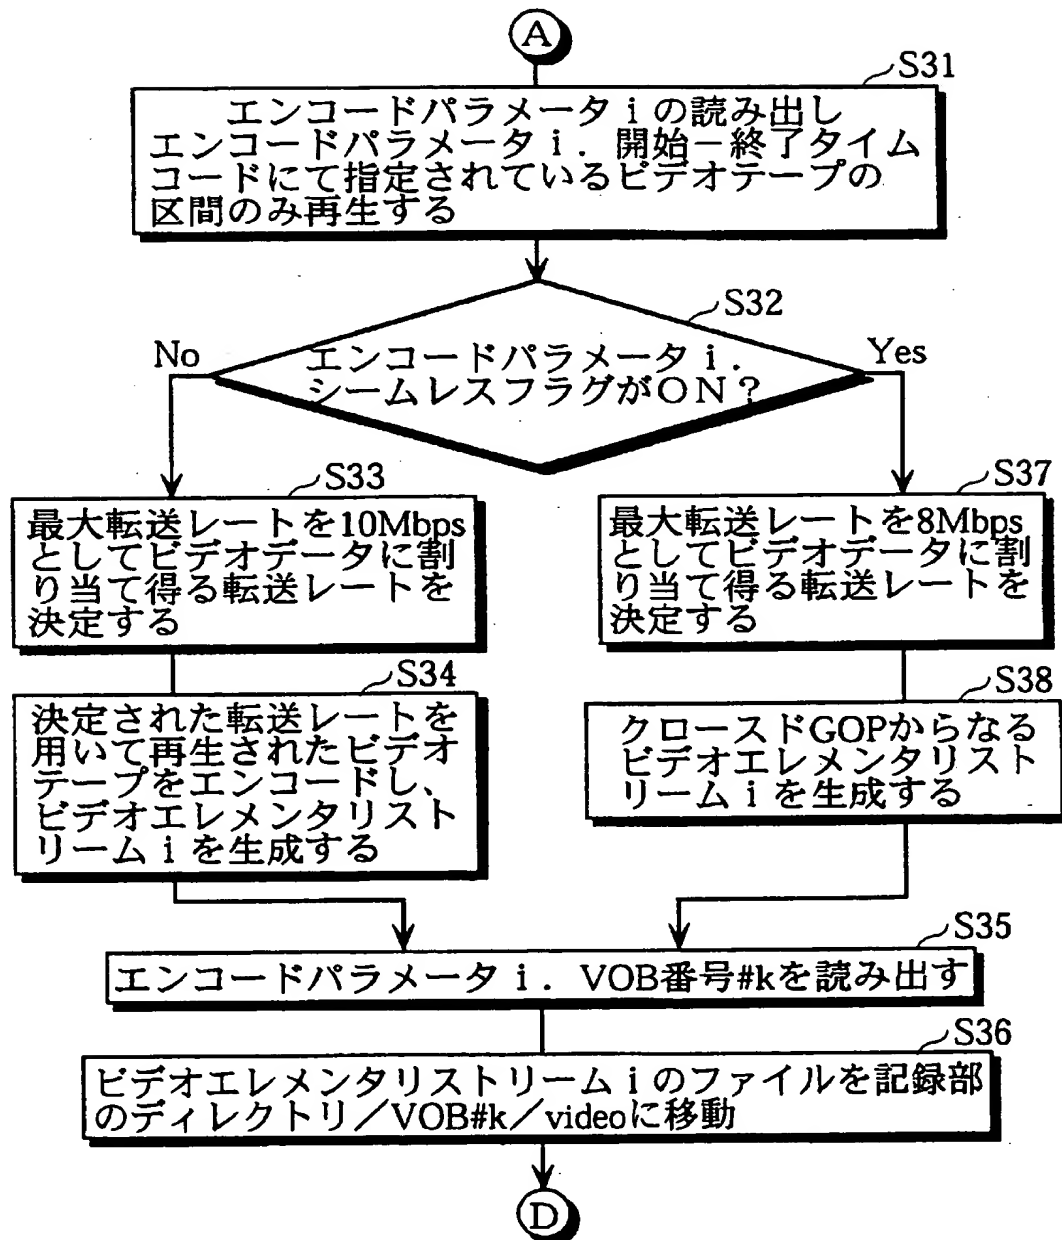 A
S31
エンコードパラメータｉの読み出し
エンコードパラメータｉ．開始－終了タイム
コードにて指定されているビデオテープの
区間のみ再生する
S32
No
エンコードパラメータｉ．
シームレスフラグがＯＮ？
Yes
S33
最大転送レートを10Mbps
としてビデオデータに割
り当て得る転送レートを
決定する
S37
最大転送レートを8Mbps
としてビデオデータに割
り当て得る転送レートを
決定する
S34
決定された転送レートを
用いて再生されたビデオ
テープをエンコードし、
ビデオエレメンタリスト
リームｉを生成する
S38
クローズドGOPからなる
ビデオエレメンタリスト
リームｉを生成する
S35
エンコードパラメータｉ．VOB番号#kを読み出す
S36
ビデオエレメンタリストリームｉのファイルを記録部
のディレクトリ／VOB#k／videoに移動
D